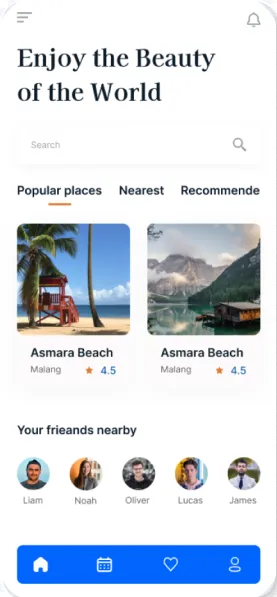 Enjoy the Beauty
of the World
Search
Popular places Nearest Recommende
Asmara Beach
Malang 4.5
Asmara Beach
Malang 4.5
Your frieands nearby
Liam Noah Oliver Lucas James